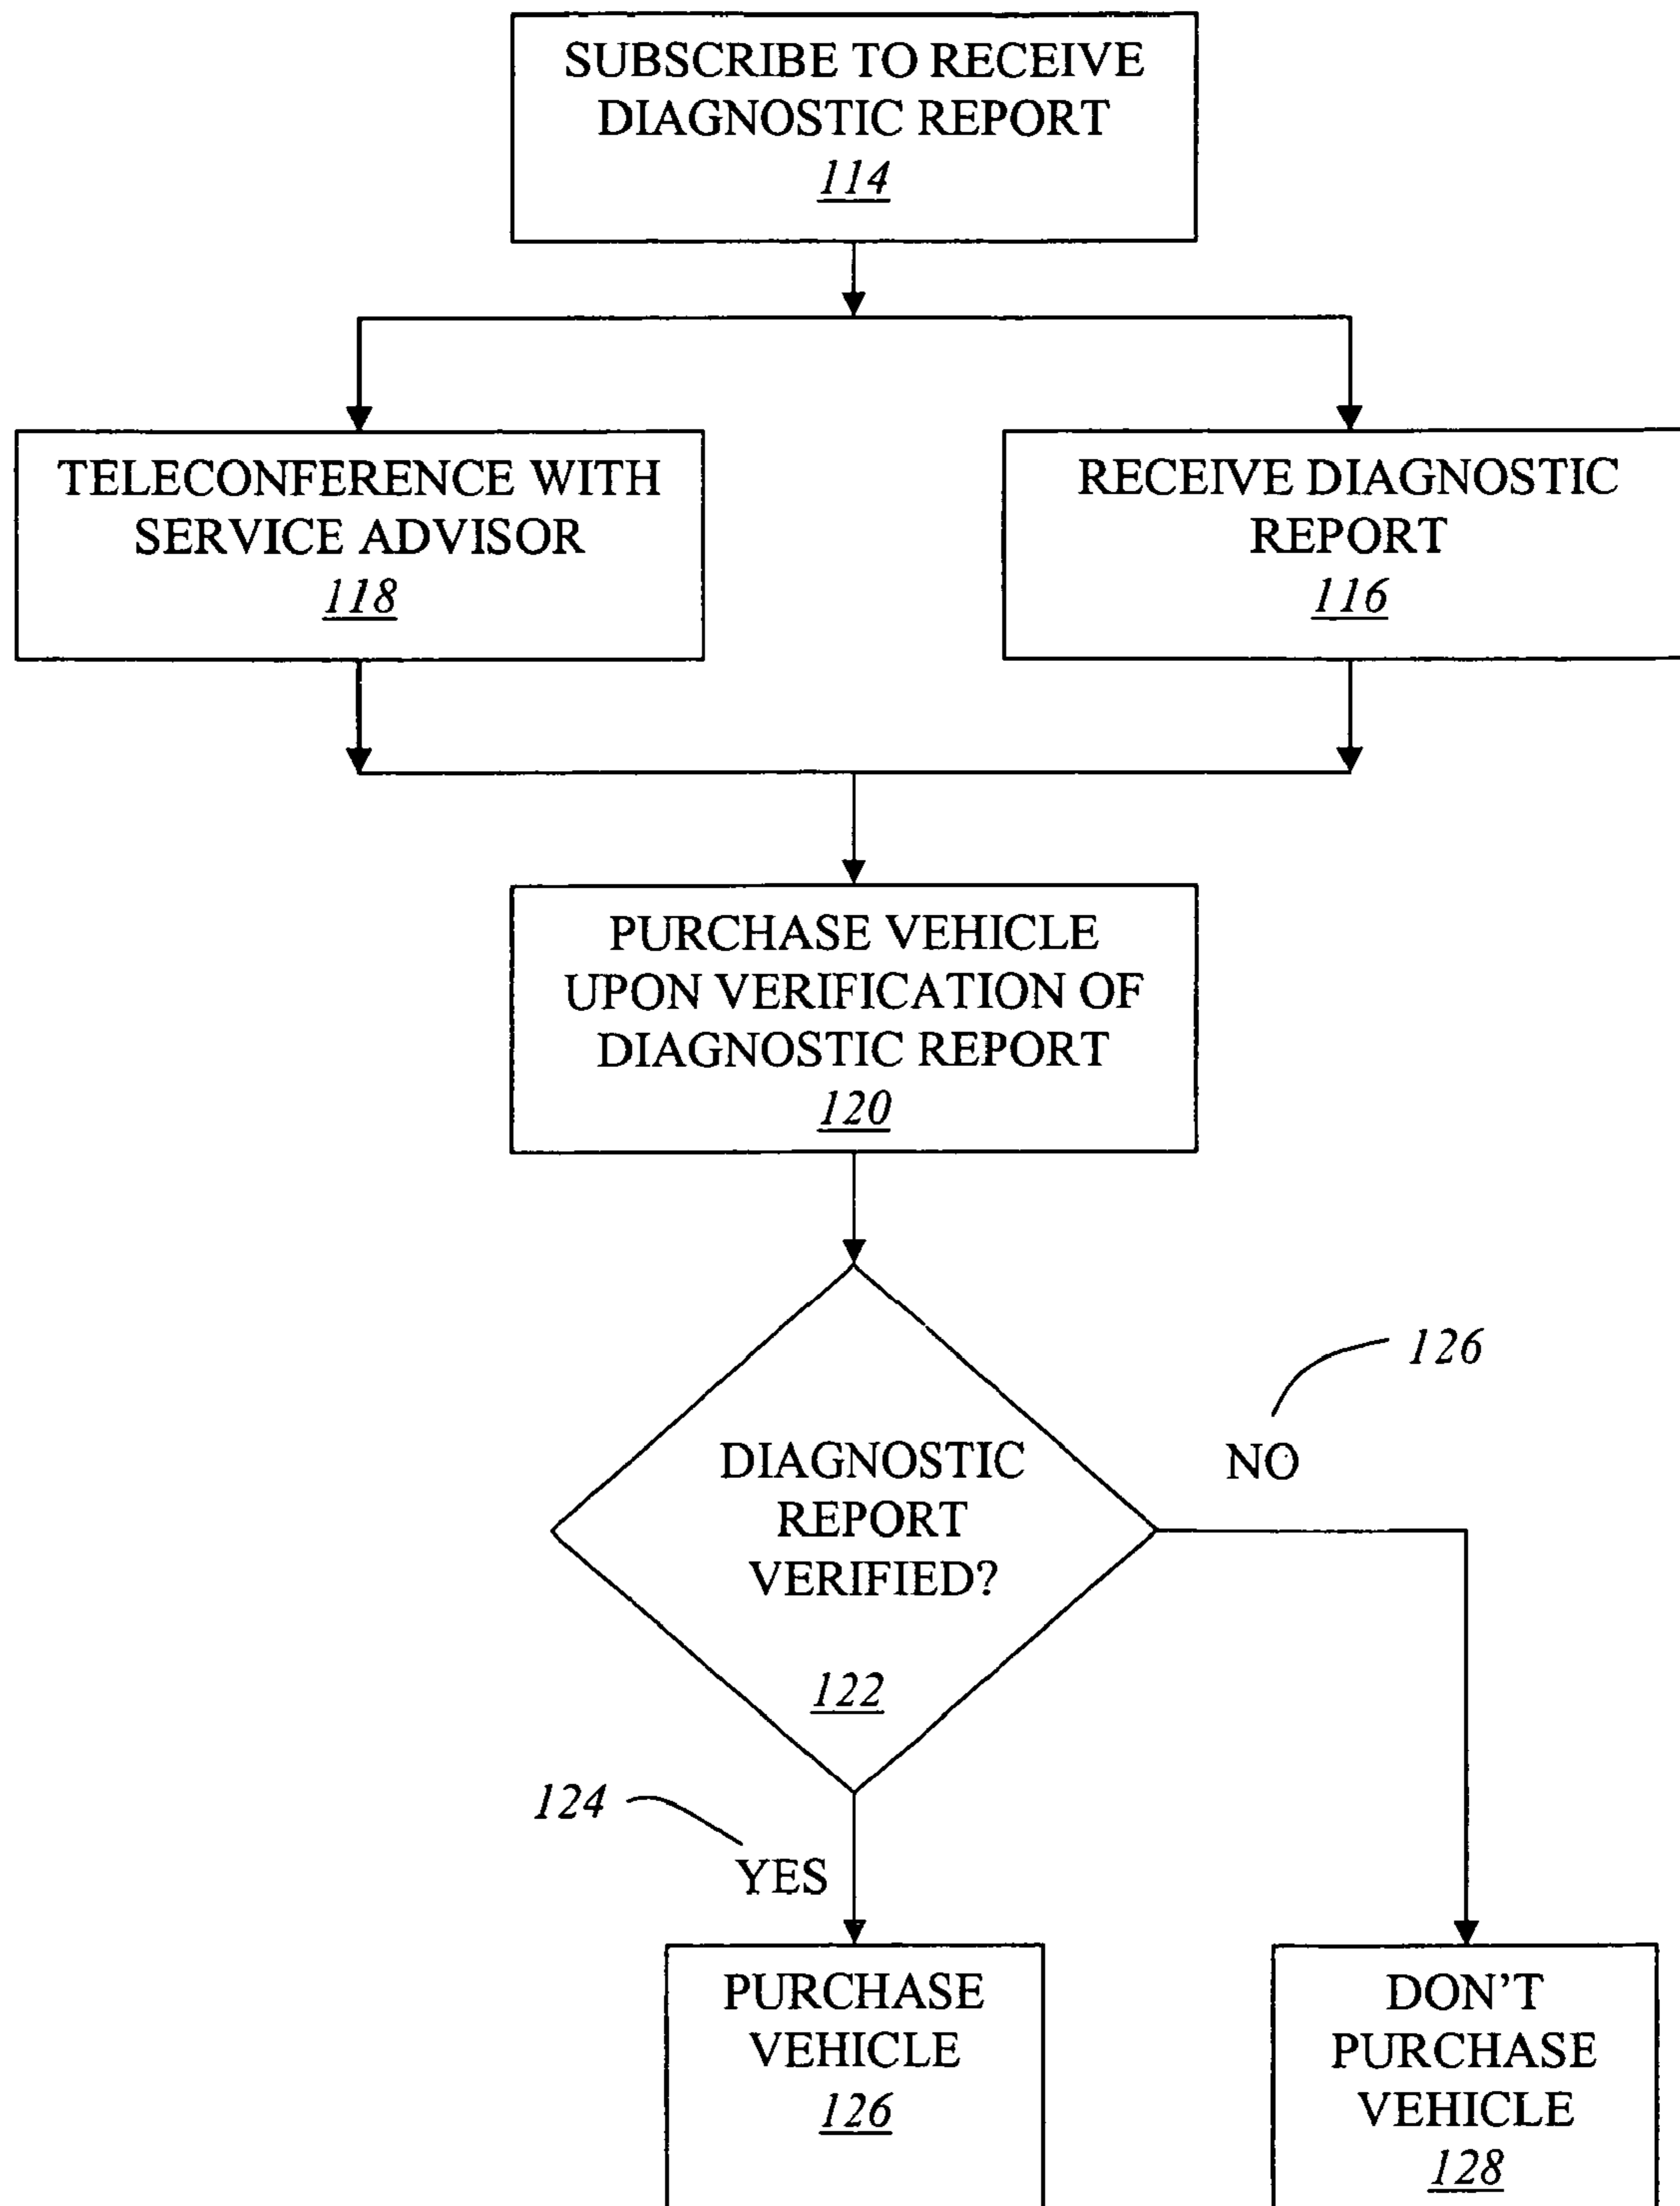 SUBSCRIBE TO RECEIVE
DIAGNOSTIC REPORT
114
TELECONFERENCE WITH
SERVICE ADVISOR
118
RECEIVE DIAGNOSTIC
REPORT
116
PURCHASE VEHICLE
UPON VERIFICATION OF
DIAGNOSTIC REPORT
120
126
NO
DIAGNOSTIC
REPORT
VERIFIED?
122
124
YES
PURCHASE
VEHICLE
126
DON'T
PURCHASE
VEHICLE
128